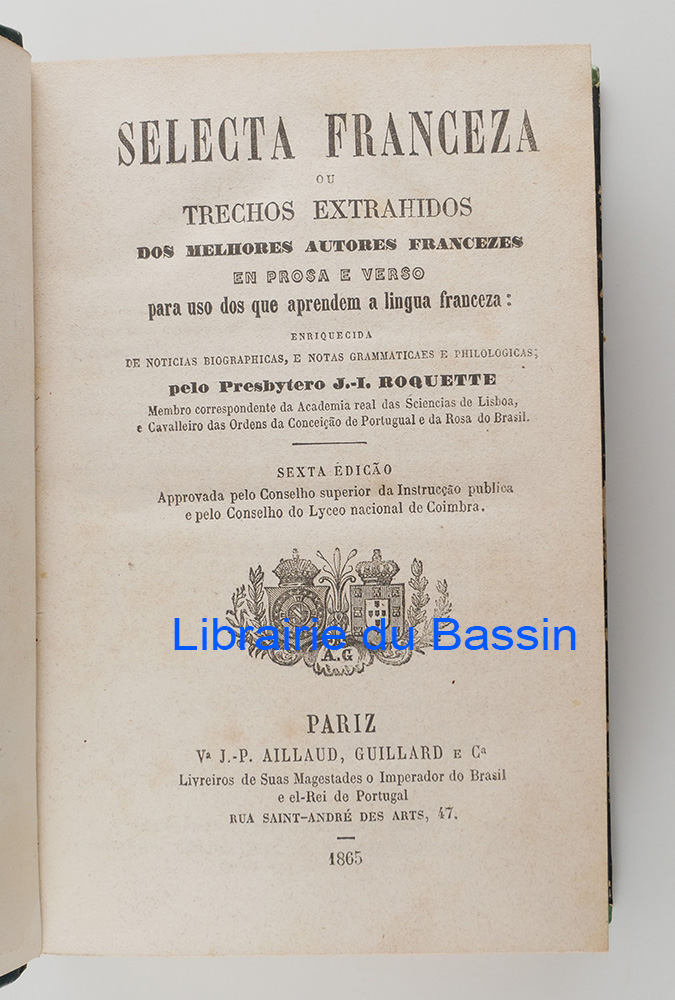 SELECTA FRANCEZA
OU
TRECHOS EXTRAHIDOS
DOS MELHORES AUTORES FRANCEZES
EN PROSA E VERSO
para uso dos que aprendem a lingua franceza:
ENRIQUECIDA
DE NOTICIAS BIOGRAPHICAS, E NOTAS GRAMMATICAES E PHILOLOGICAS;
pelo Presbytero J.-I. ROQUETTE
Membro correspondente da Academia real das Sciencias de Lisboa,
e Cavalleiro das Ordens da Conceição de Portugual e da Rosa do Brasil.
SEXTA EDICÃO
Approvada pelo Conselho superior da Instrucção publica
e pelo Conselho do Lyceo nacional de Coimbra.
Librairie du Bassin
A.G
PARIZ
Vª J.-P. AILLAUD, GUILLARD E Cª
Livreiros de Suas Magestades o Imperador do Brasil
e el-Rei de Portugal
RUA SAINT-ANDRÉ DES ARTS, 47.
1865